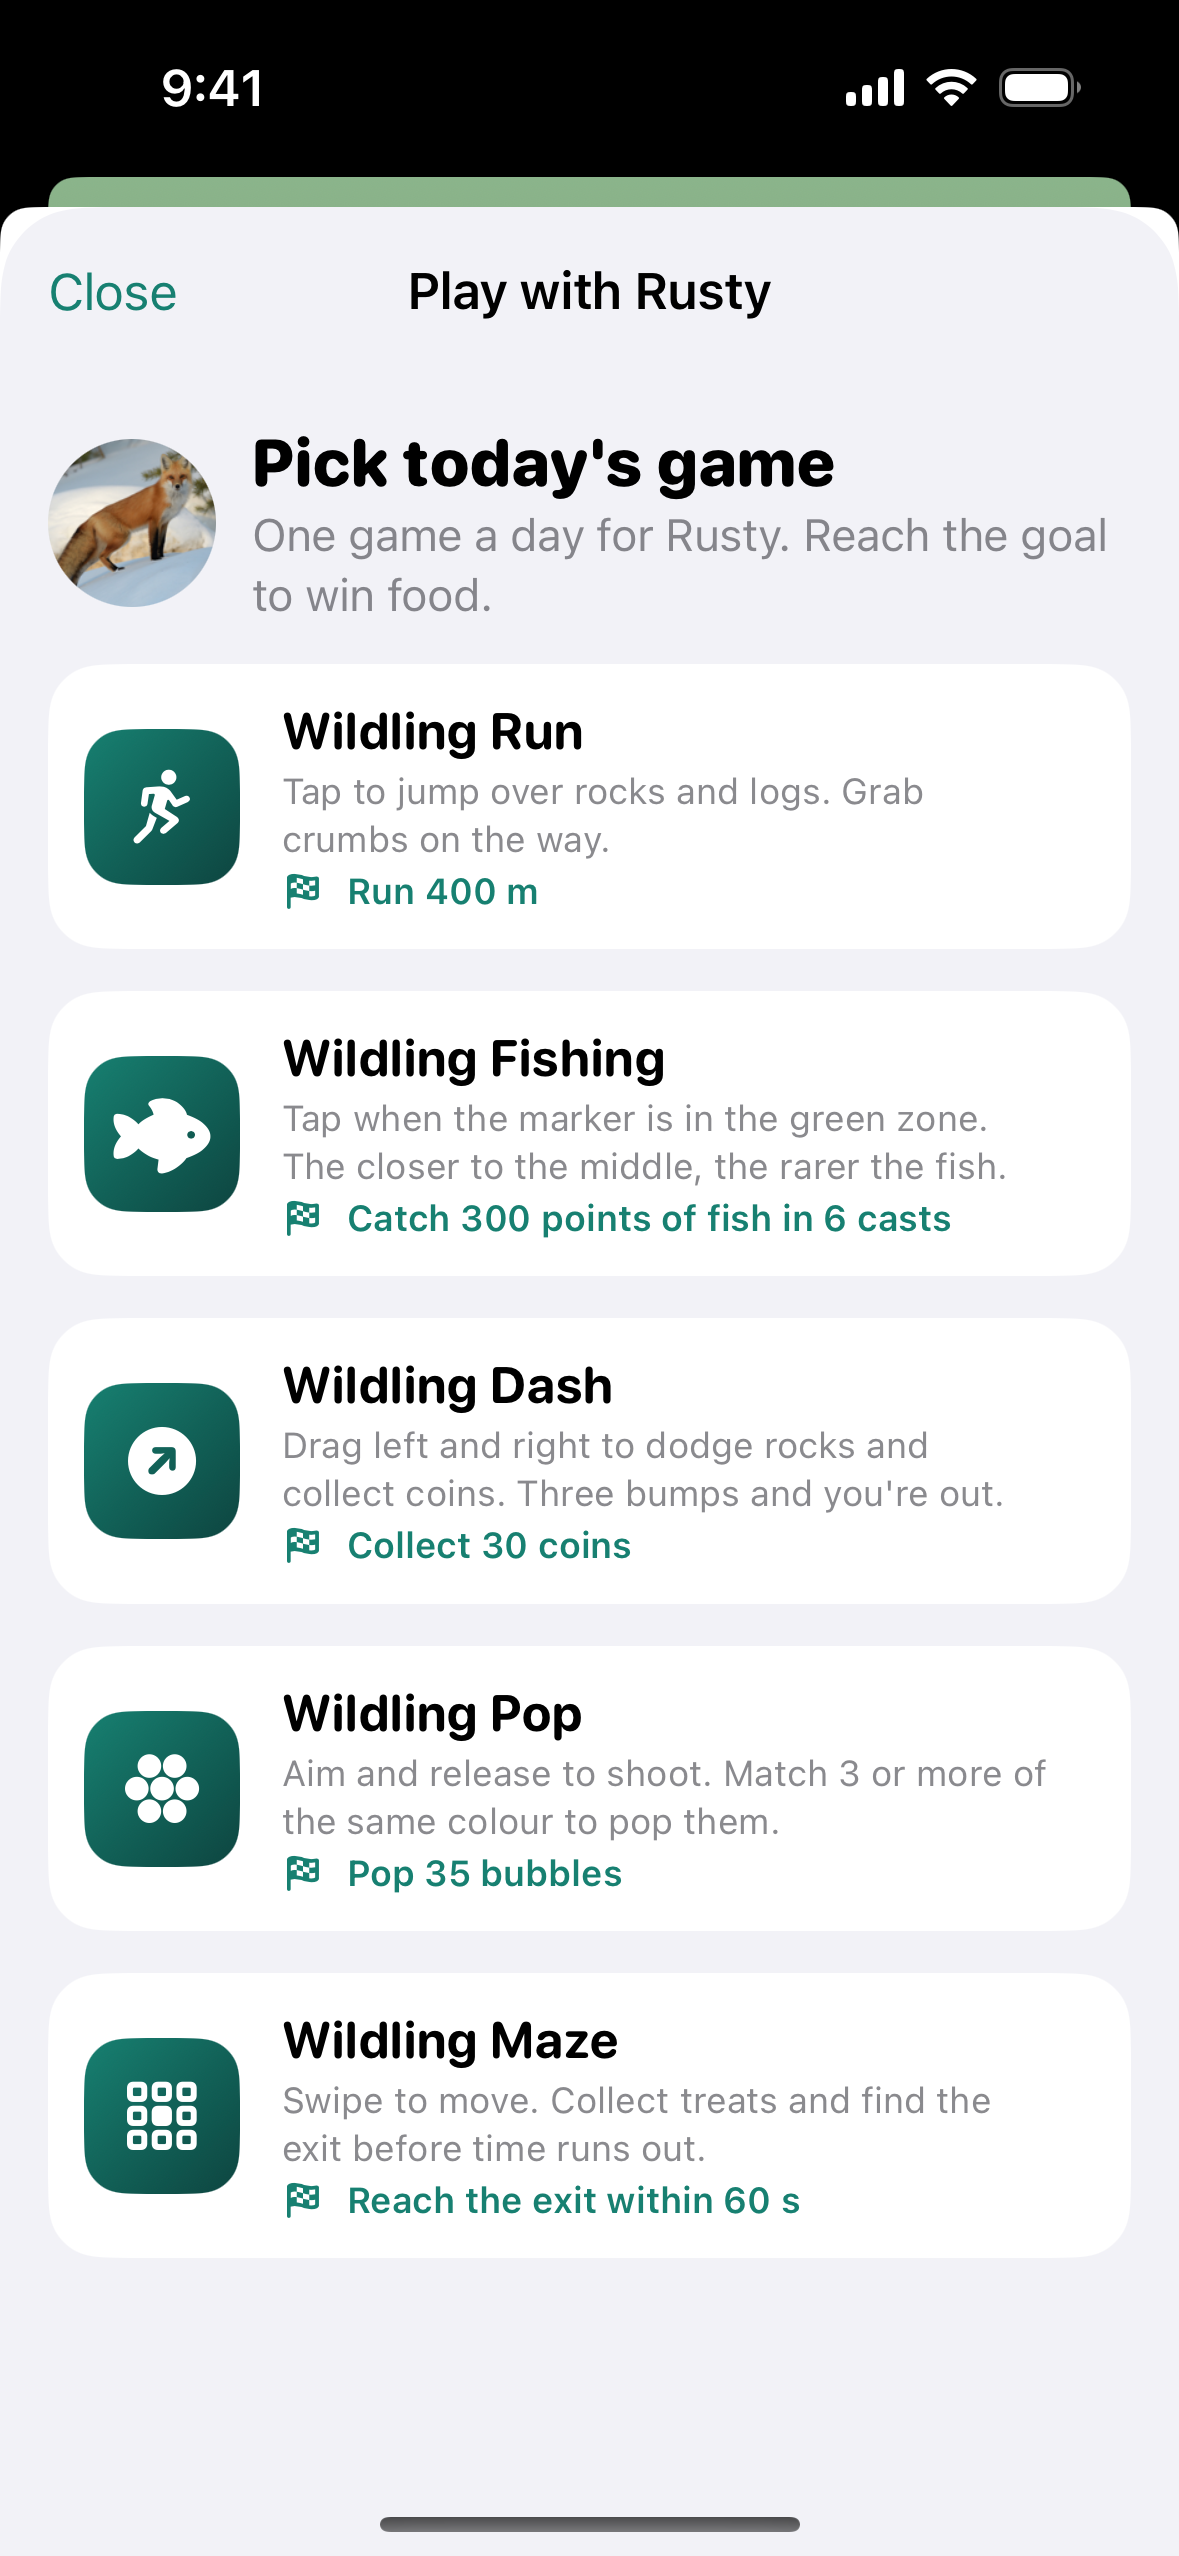 9:41
Close
Play with Rusty
Pick today's game
One game a day for Rusty. Reach the goal
to win food.
Wildling Run
Tap to jump over rocks and logs. Grab
crumbs on the way.
Run 400 m
Wildling Fishing
Tap when the marker is in the green zone.
The closer to the middle, the rarer the fish.
Catch 300 points of fish in 6 casts
Wildling Dash
Drag left and right to dodge rocks and
collect coins. Three bumps and you're out.
Collect 30 coins
Wildling Pop
Aim and release to shoot. Match 3 or more of
the same colour to pop them.
Pop 35 bubbles
Wildling Maze
Swipe to move. Collect treats and find the
exit before time runs out.
Reach the exit within 60 s